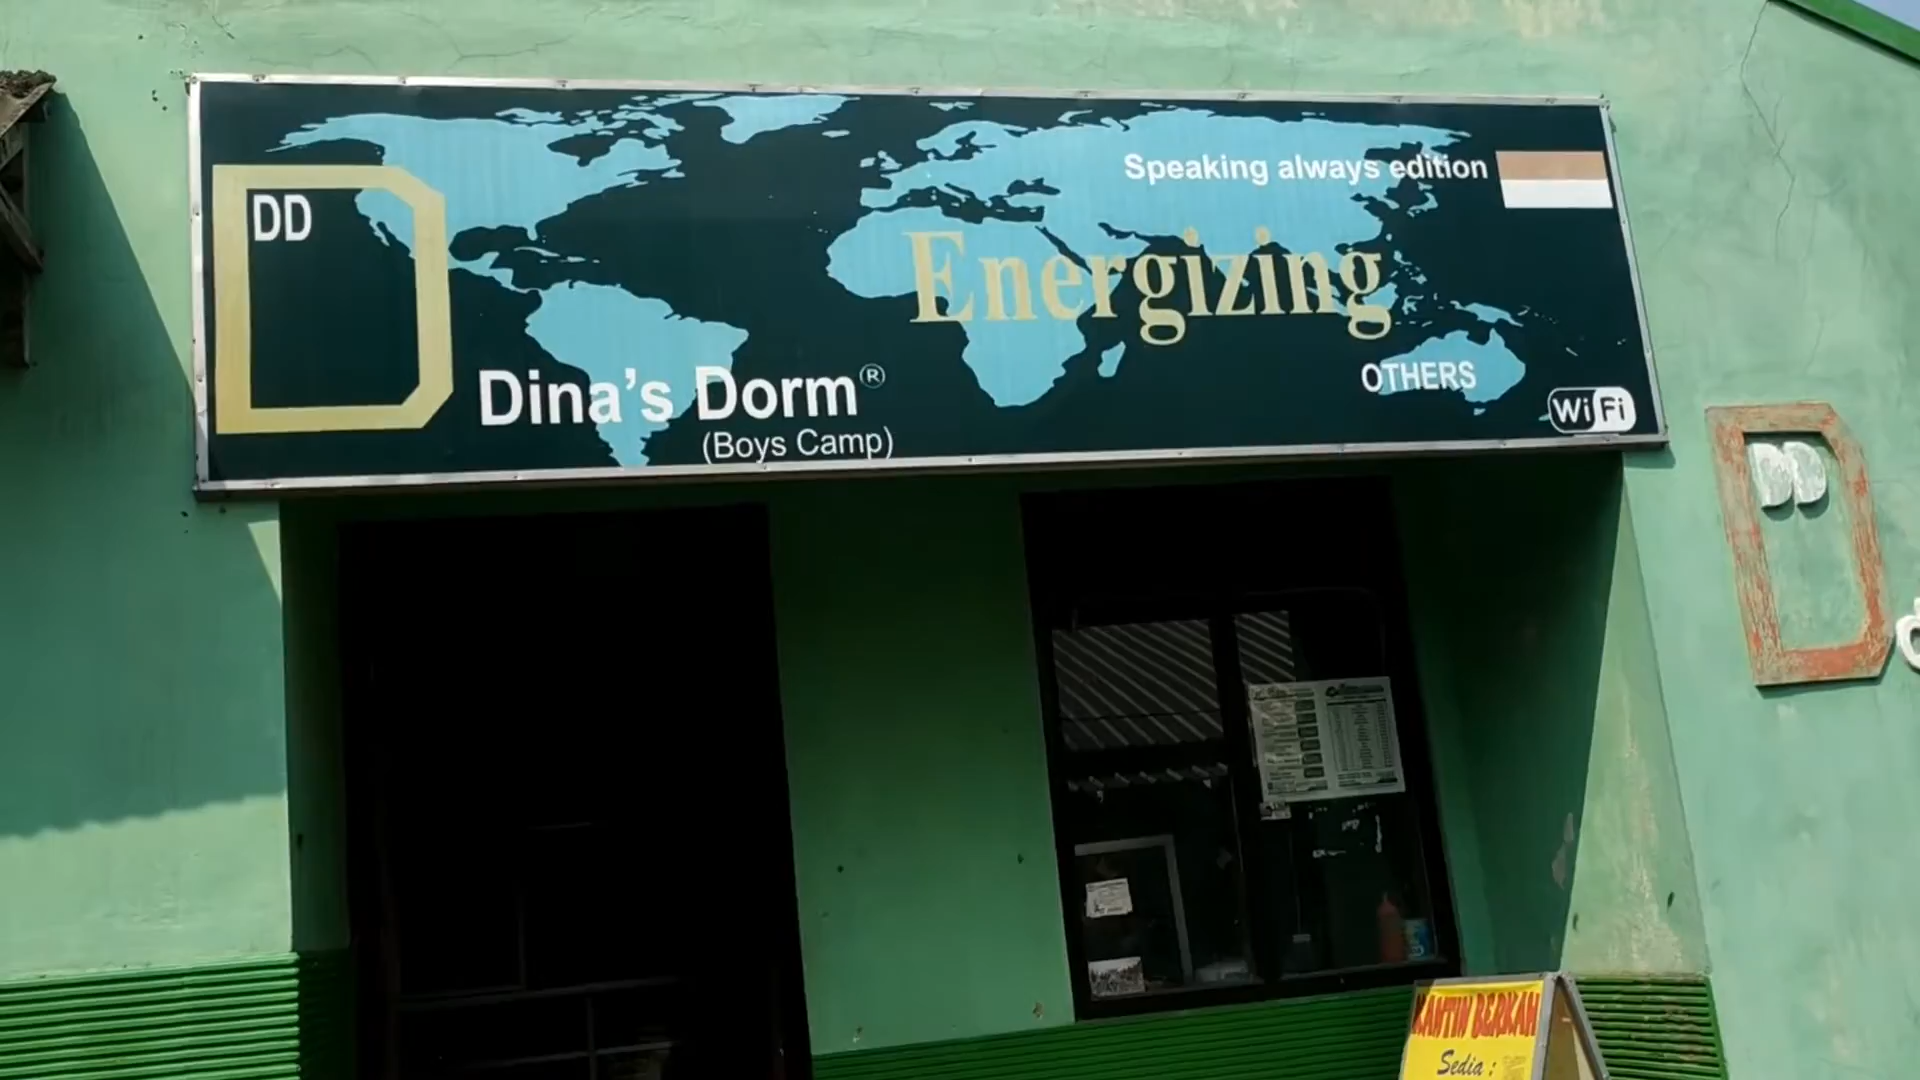 DD
Speaking always edition
Energizing
Dina's Dorm®
(Boys Camp)
OTHERS
WiFi
DD
KANTIN BERKAH
Sedia :